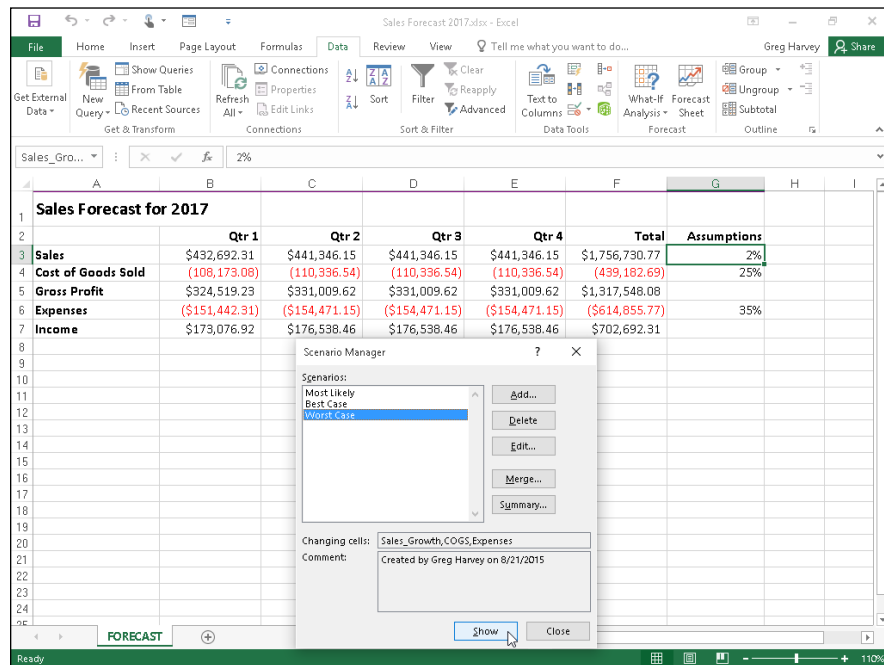 Sales Forecast 2017.xlsx - Excel
File Home Insert Page Layout Formulas Data Review View Tell me what you want to do... Greg Harvey Share
Get External Data
New Query
Show Queries
From Table
Recent Sources
Get & Transform
Refresh All
Connections
Properties
Edit Links
Connections
Sort
Filter
Clear
Reapply
Advanced
Sort & Filter
Text to Columns
Data Tools
What-If Analysis
Forecast Sheet
Forecast
Group
Ungroup
Subtotal
Outline
Sales_Gro... fx 2%
A B C D E F G H I
1 Sales Forecast for 2017
2 Qtr 1 Qtr 2 Qtr 3 Qtr 4 Total Assumptions
3 Sales $432,692.31 $441,346.15 $441,346.15 $441,346.15 $1,756,730.77 2%
4 Cost of Goods Sold (108,173.08) (110,336.54) (110,336.54) (110,336.54) (439,182.69) 25%
5 Gross Profit $324,519.23 $331,009.62 $331,009.62 $331,009.62 $1,317,548.08
6 Expenses ($151,442.31) ($154,471.15) ($154,471.15) ($154,471.15) ($614,855.77) 35%
7 Income $173,076.92 $176,538.46 $176,538.46 $176,538.46 $702,692.31
8
9
10
11
12
13
14
15
16
17
18
19
20
21
22
23
24
25
Scenario Manager ? ×
Scenarios:
Most Likely
Best Case
Worst Case
Add...
Delete
Edit...
Merge...
Summary...
Changing cells: Sales_Growth,COGS,Expenses
Comment: Created by Greg Harvey on 8/21/2015
Show Close
FORECAST
Ready 110%